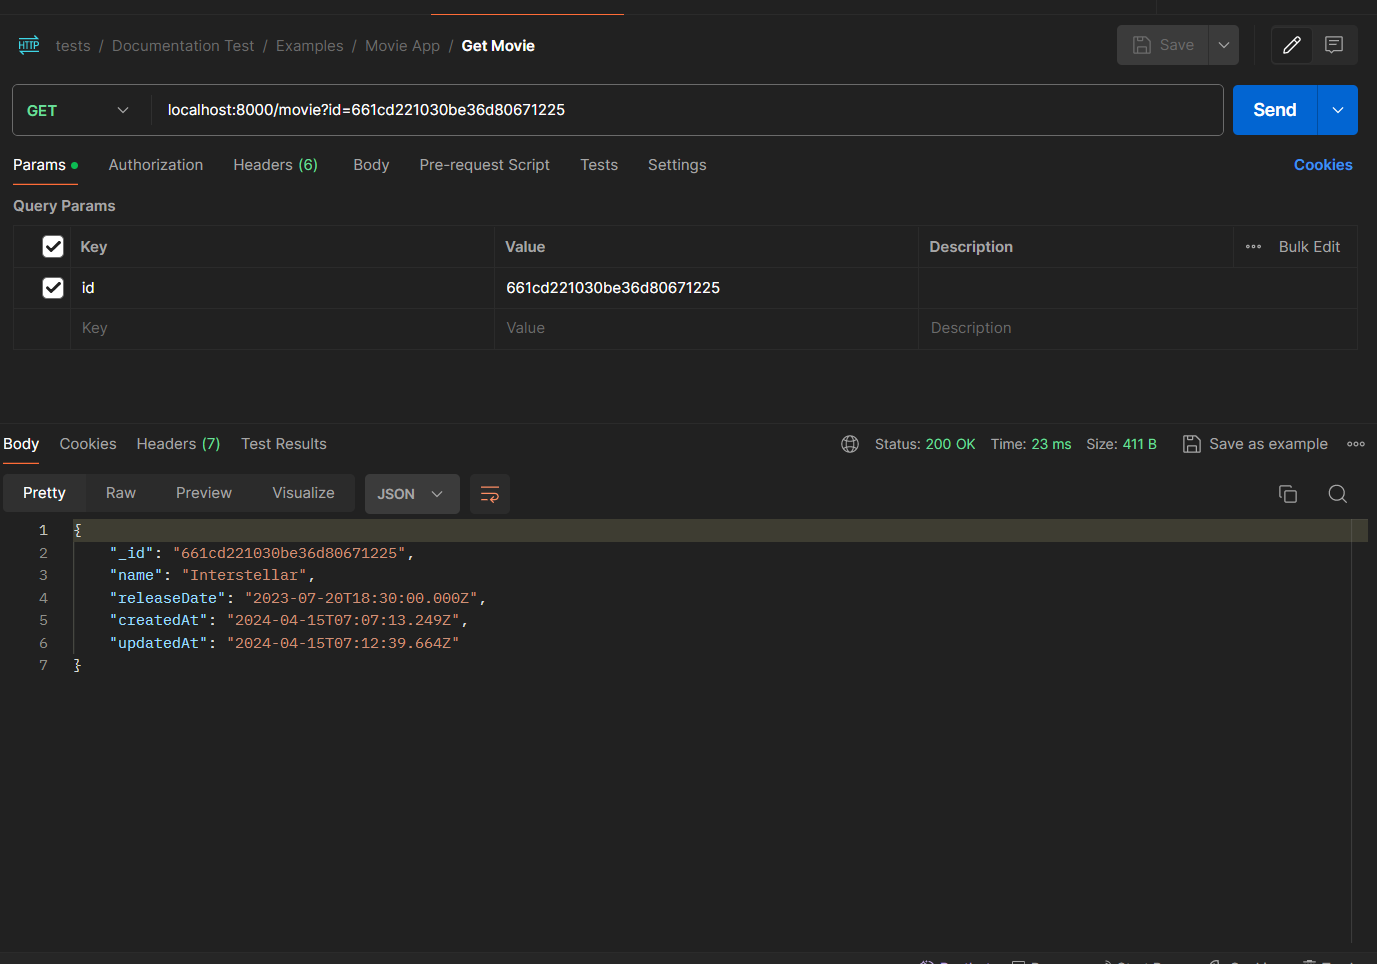 HTTP tests / Documentation Test / Examples / Movie App / Get Movie Save
GET localhost:8000/movie?id=661cd221030be36d80671225 Send
Params Authorization Headers (6) Body Pre-request Script Tests Settings Cookies
Query Params
Key Value Description ••• Bulk Edit
id 661cd221030be36d80671225
Key Value Description
Body Cookies Headers (7) Test Results Status: 200 OK Time: 23 ms Size: 411 B Save as example
Pretty Raw Preview Visualize JSON
1 {
2 "_id": "661cd221030be36d80671225",
3 "name": "Interstellar",
4 "releaseDate": "2023-07-20T18:30:00.000Z",
5 "createdAt": "2024-04-15T07:07:13.249Z",
6 "updatedAt": "2024-04-15T07:12:39.664Z"
7 }